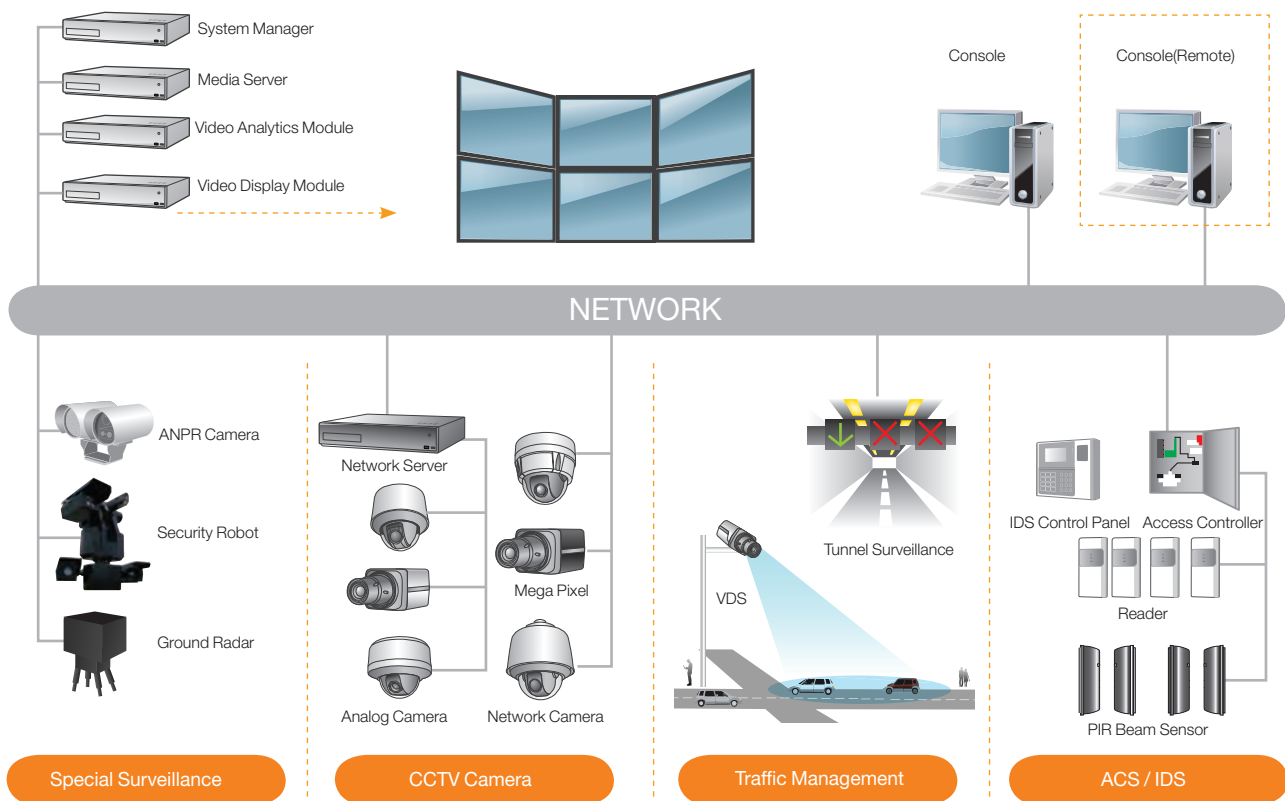 System Manager
Media Server
Video Analytics Module
Video Display Module
Console
Console(Remote)
NETWORK
ANPR Camera
Security Robot
Ground Radar
Network Server
Mega Pixel
Analog Camera
Network Camera
Tunnel Surveillance
VDS
IDS Control Panel
Access Controller
Reader
PIR Beam Sensor
Special Surveillance
CCTV Camera
Traffic Management
ACS / IDS